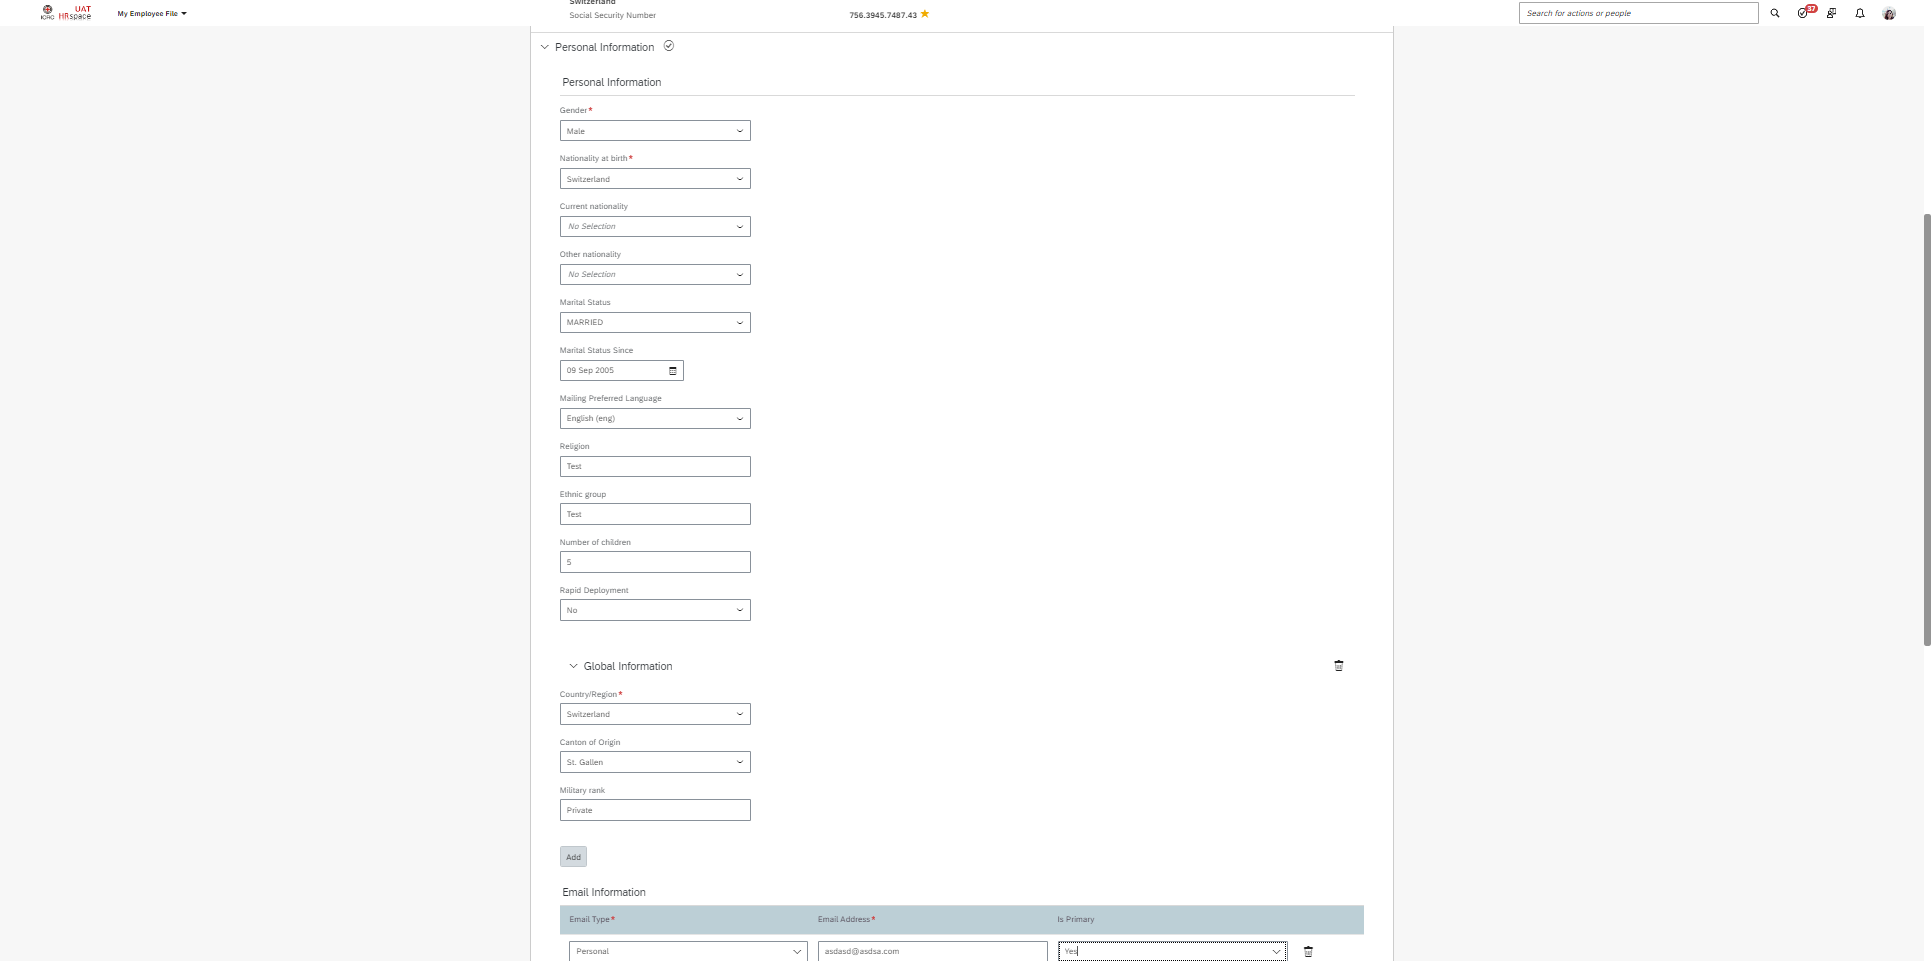 Switzerland
ICRC UAT HRspace
My Employee File
Social Security Number 756.3945.7487.43
Search for actions or people
37
Personal Information
Personal Information
Gender*
Male
Nationality at birth*
Switzerland
Current nationality
No Selection
Other nationality
No Selection
Marital Status
MARRIED
Marital Status Since
09 Sep 2005
Mailing Preferred Language
English (eng)
Religion
Test
Ethnic group
Test
Number of children
5
Rapid Deployment
No
Global Information
Country/Region*
Switzerland
Canton of Origin
St. Gallen
Military rank
Private
Add
Email Information
Email Type* Email Address* Is Primary
Personal asdasd@asdsa.com Yes